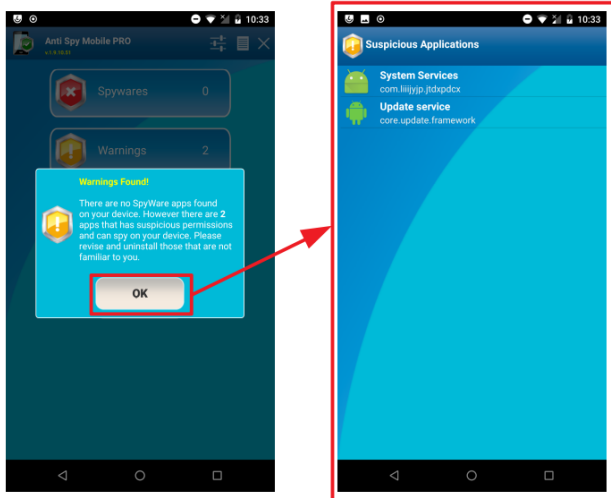 10:33
Anti Spy Mobile PRO
Spywares 0
Warnings 2
Warnings Found!
There are no SpyWare apps found
on your device. However there are 2
apps that has suspicious permissions
and can spy on your device. Please
revise and uninstall those that are not
familiar to you.
OK
10:33
Suspicious Applications
System Services
com.liiijyjp.jtdxpdcx
Update service
core.update.framework